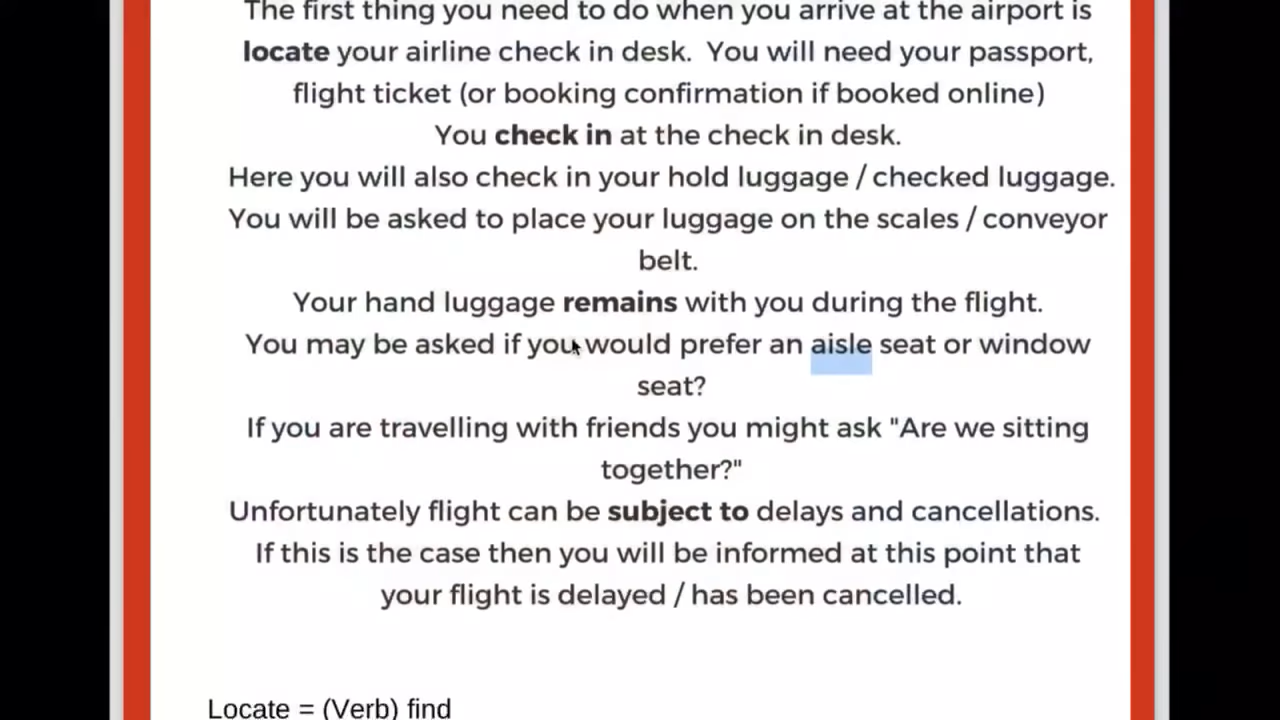 The first thing you need to do when you arrive at the airport is
locate your airline check in desk. You will need your passport,
flight ticket (or booking confirmation if booked online)
You check in at the check in desk.
Here you will also check in your hold luggage / checked luggage.
You will be asked to place your luggage on the scales / conveyor
belt.
Your hand luggage remains with you during the flight.
You may be asked if you would prefer an aisle seat or window
seat?
If you are travelling with friends you might ask "Are we sitting
together?"
Unfortunately flight can be subject to delays and cancellations.
If this is the case then you will be informed at this point that
your flight is delayed / has been cancelled.
Locate = (Verb) find